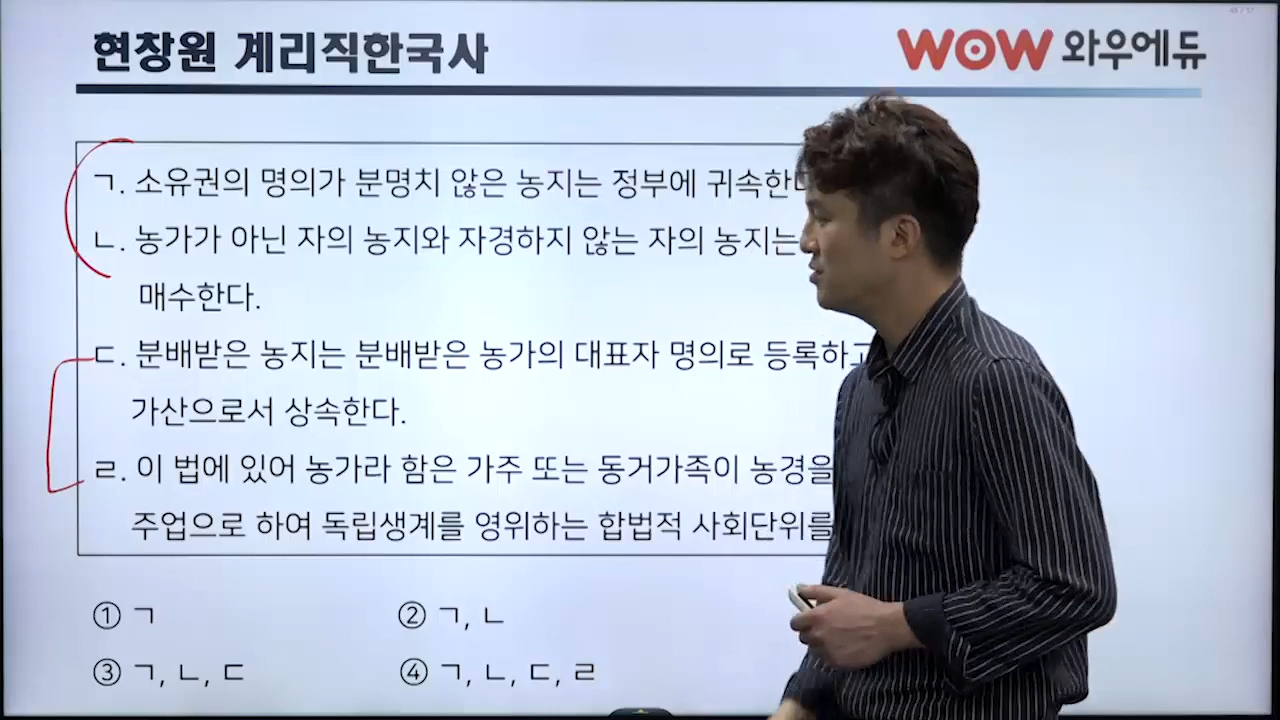 현창원 계리직한국사
WOW 와우에듀
ㄱ. 소유권의 명의가 분명치 않은 농지는 정부에
ㄴ. 농가가 아닌 자의 농지와 자경하지 않는 자의 농지는
매수한다.
ㄷ. 분배받은 농지는 분배받은 농가의 대표자 명의로 등록하고
가산으로서 상속한다.
ㄹ. 이 법에 있어 농가라 함은 가주 또는 동거가족이 농경을
주업으로 하여 독립생계를 영위하는 합법적 사회단위를
① ㄱ
② ㄱ, ㄴ
③ ㄱ, ㄴ, ㄷ
④ ㄱ, ㄴ, ㄷ, ㄹ